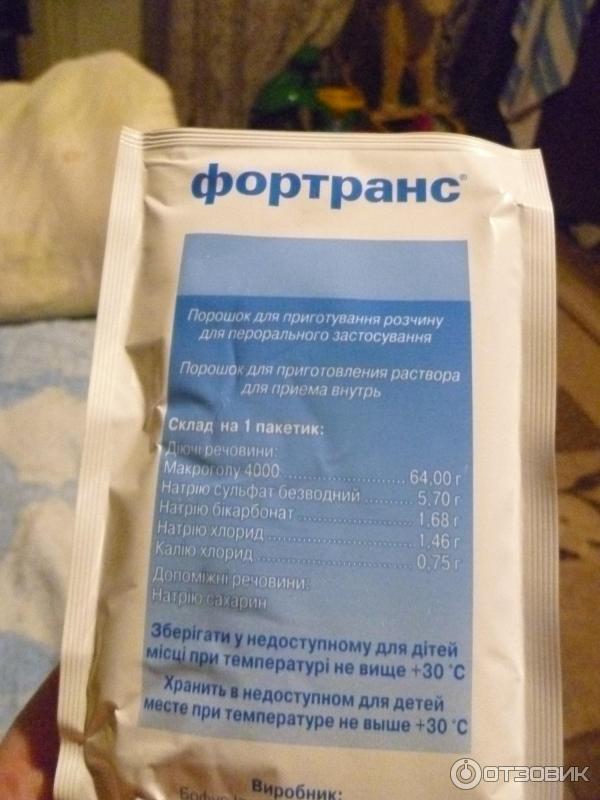 фортранс®
Порошок для приготування розчину
для перорального застосування
Порошок для приготовления раствора
для приема внутрь
Склад на 1 пакетик:
Діючі речовини:
Макроголу 4000 64,00 г
Натрію сульфат безводний 5,70 г
Натрію бікарбонат 1,68 г
Натрію хлорид 1,46 г
Калію хлорид 0,75 г
Допоміжні речовини:
Натрію сахарин
Зберігати у недоступному для дітей
місці при температурі не вище +30 °С
Хранить в недоступном для детей
месте при температуре не выше +30 °С
Виробник:
ОТЗОВИК